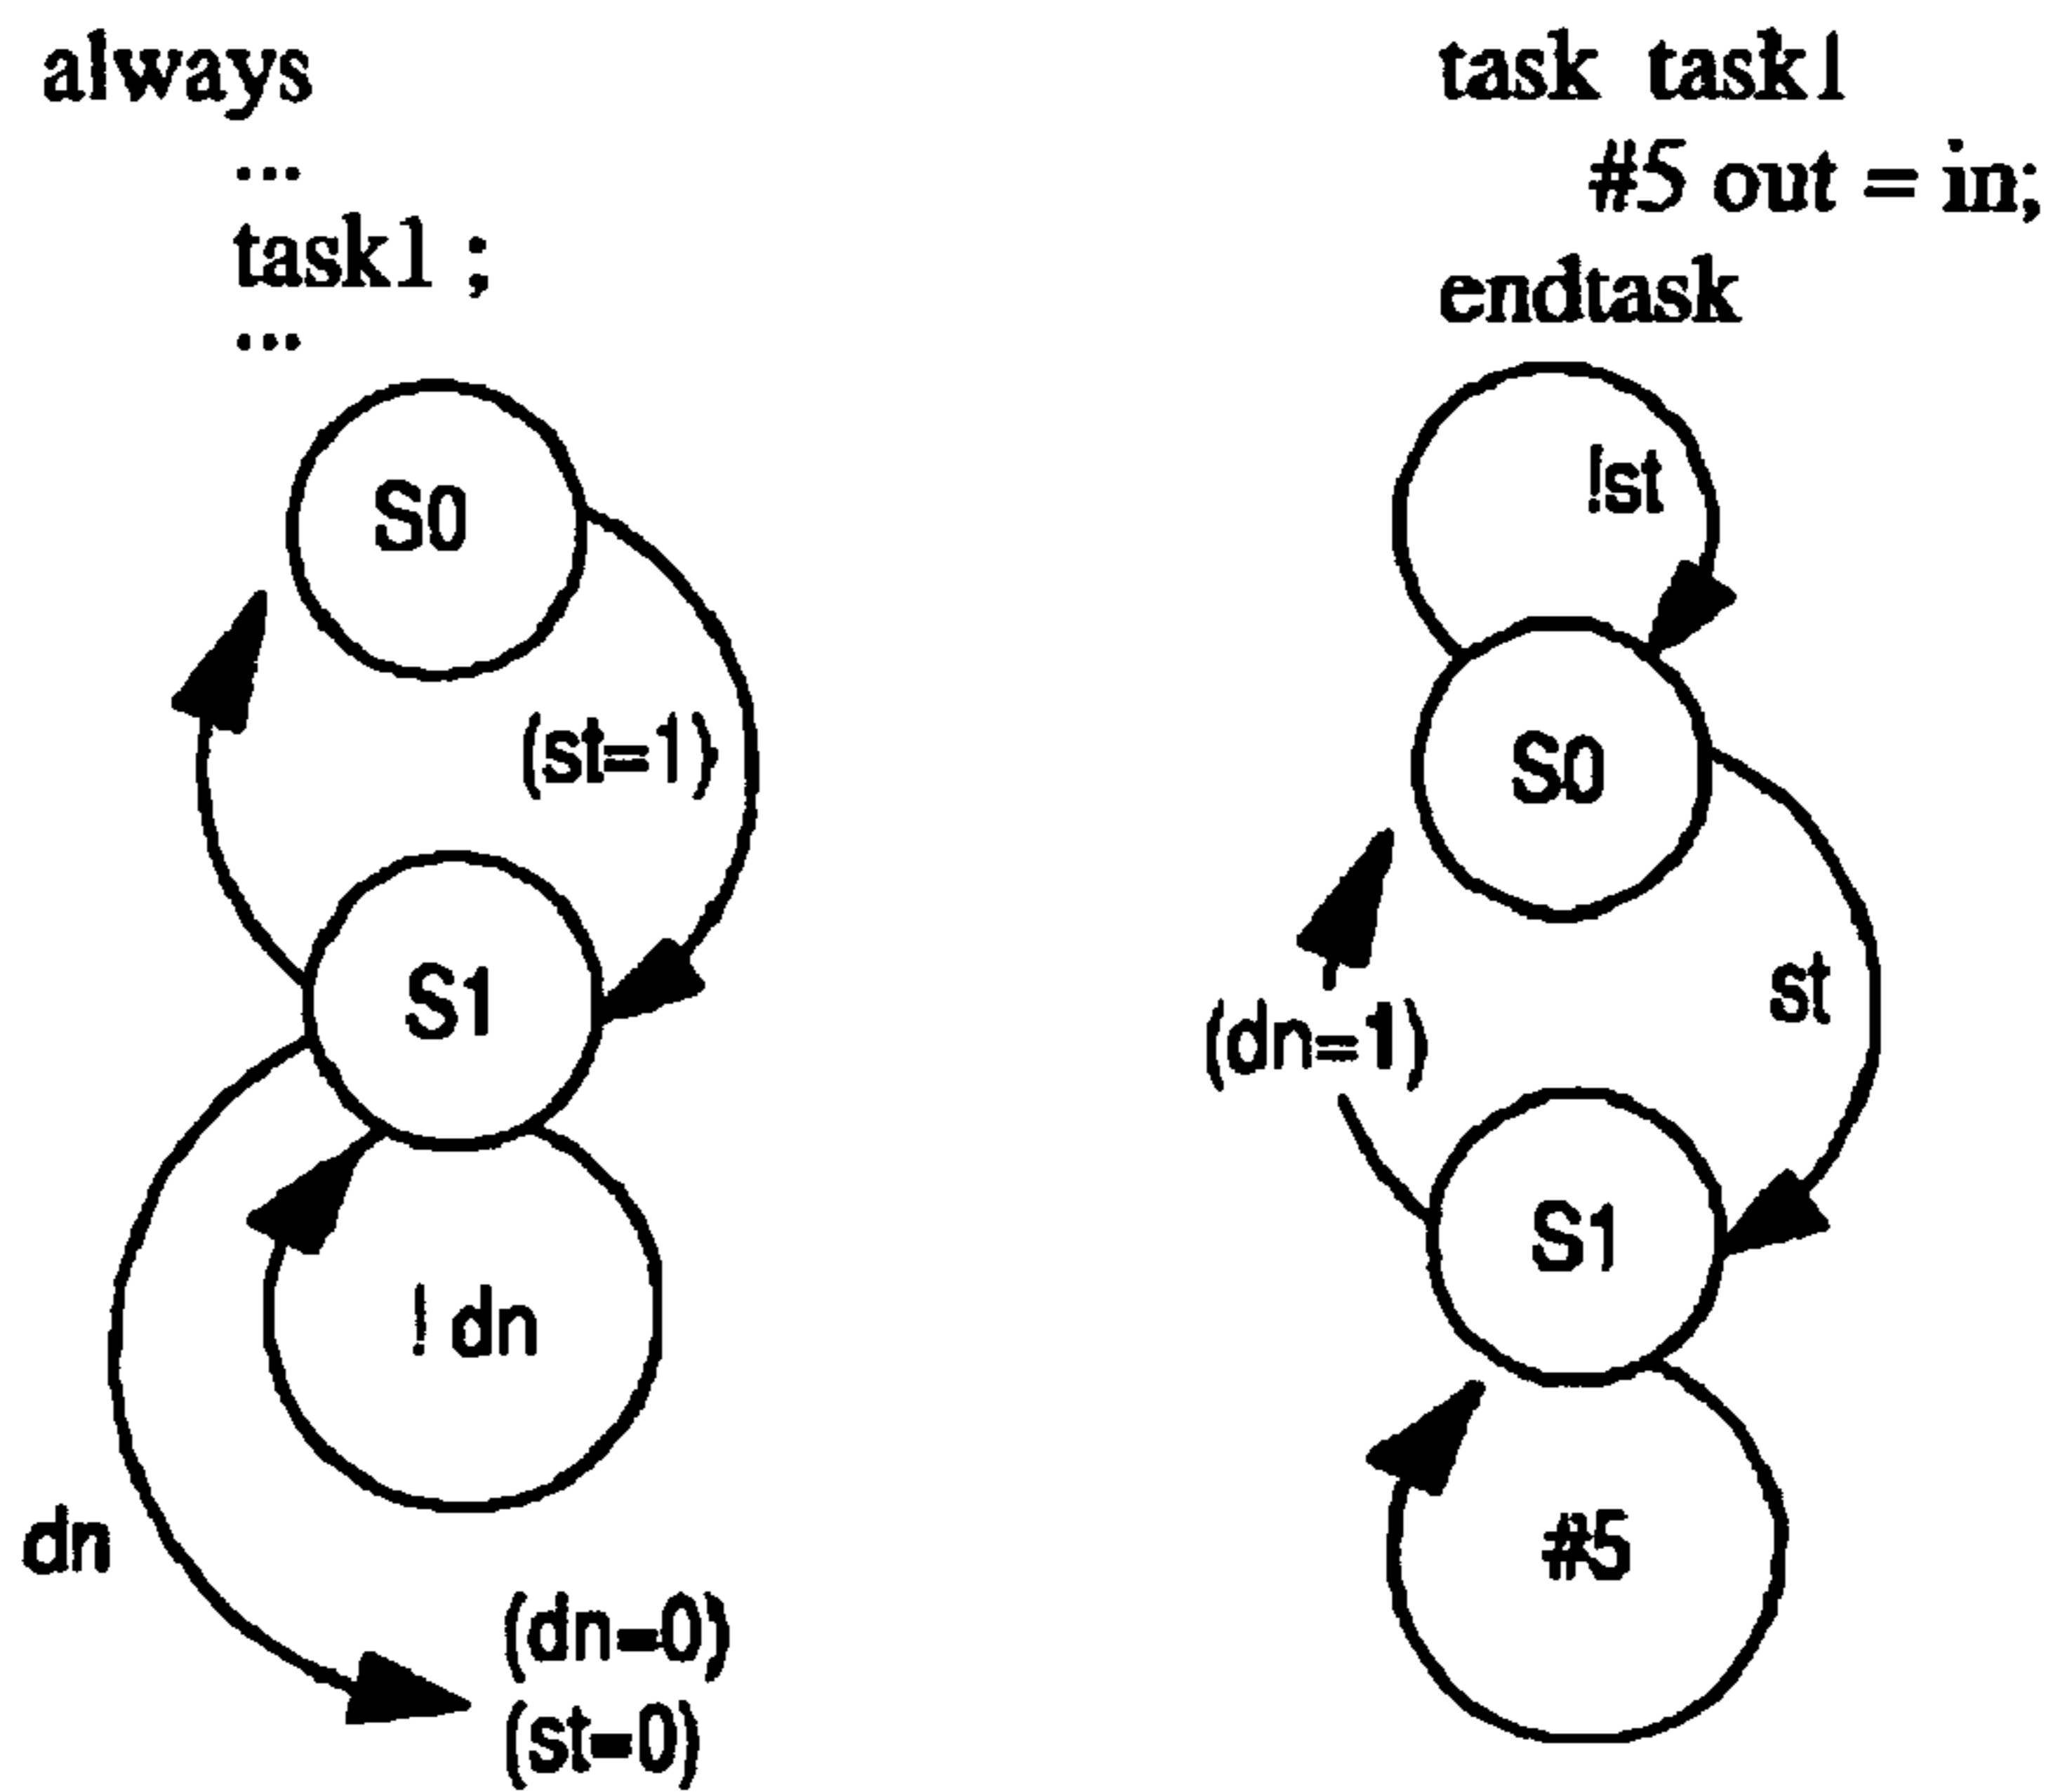 always
...
task1 ;
...
S0
(st=1)
S1
! dn
dn
(dn=0)
(st=0)
task task1
#5 out = in;
endtask
!st
S0
st
(dn=1)
S1
#5